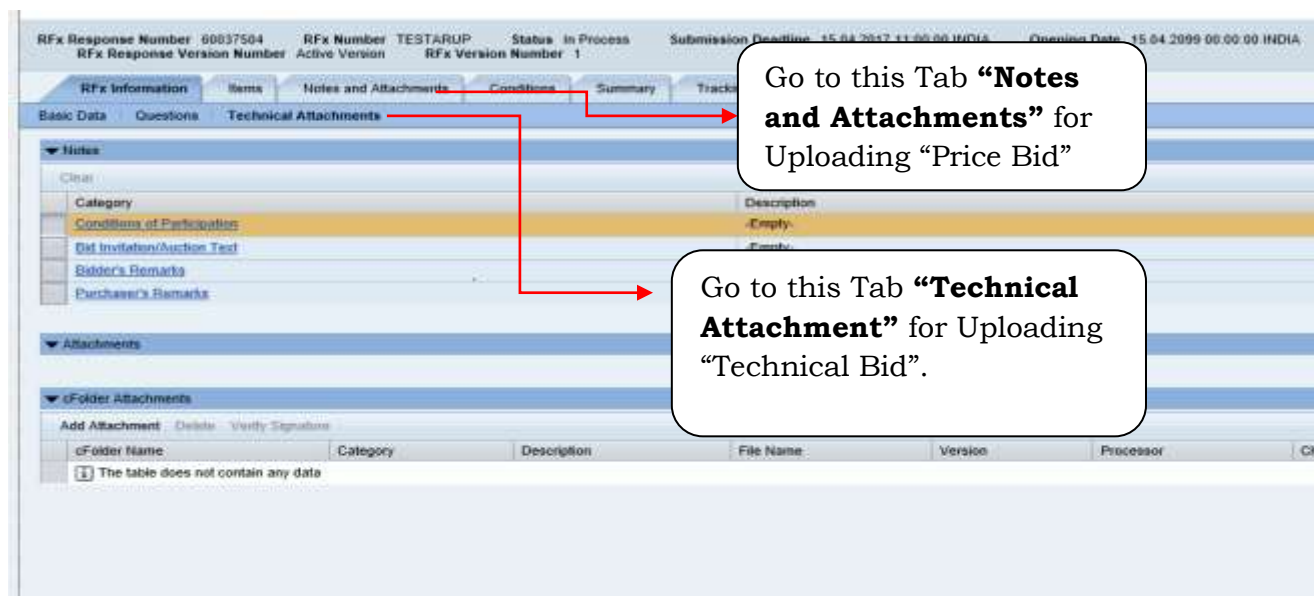 RFx Response Number 60037504 RFx Number TESTARUP Status In Process Submission Deadline 15.04.2017 11:00:00 INDIA Opening Date 15.04.2099 00:00:00 INDIA
RFx Response Version Number Active Version RFx Version Number 1
RFx Information Items Notes and Attachments Conditions Summary
Basic Data Questions Technical Attachments
Go to this Tab “Notes
and Attachments” for
Uploading “Price Bid”
Notes
Clear
Category Description
Conditions of Participation -Empty-
Bid Invitation/Auction Text -Empty-
Bidder's Remarks
Purchaser's Remarks
Go to this Tab “Technical
Attachment” for Uploading
“Technical Bid”.
Attachments
cFolder Attachments
Add Attachment Delete Verify Signature
cFolder Name Category Description File Name Version Processor
The table does not contain any data